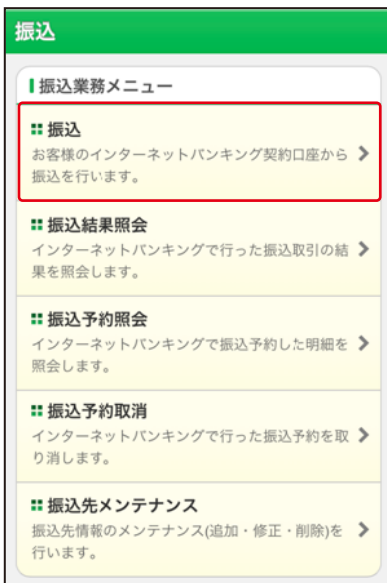 振込
振込業務メニュー
振込
お客様のインターネットバンキング契約口座から
振込を行います。
振込結果照会
インターネットバンキングで行った振込取引の結
果を照会します。
振込予約照会
インターネットバンキングで振込予約した明細を
照会します。
振込予約取消
インターネットバンキングで行った振込予約を取
り消します。
振込先メンテナンス
振込先情報のメンテナンス(追加・修正・削除)を
行います。